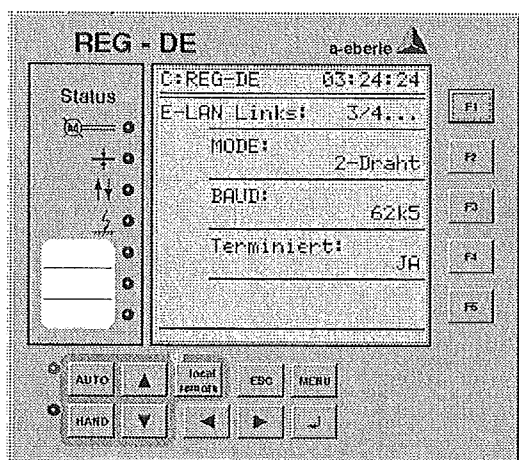 REG - DE
a-eberle
Status
M
C:REG-DE 03:24:24
E-LAN Links: 3/4...
MODE:
2-Draht
BAUD:
62k5
Terminiert:
JA
F1
F2
F3
F4
F5
AUTO
local
remote
ESC
MENU
HAND